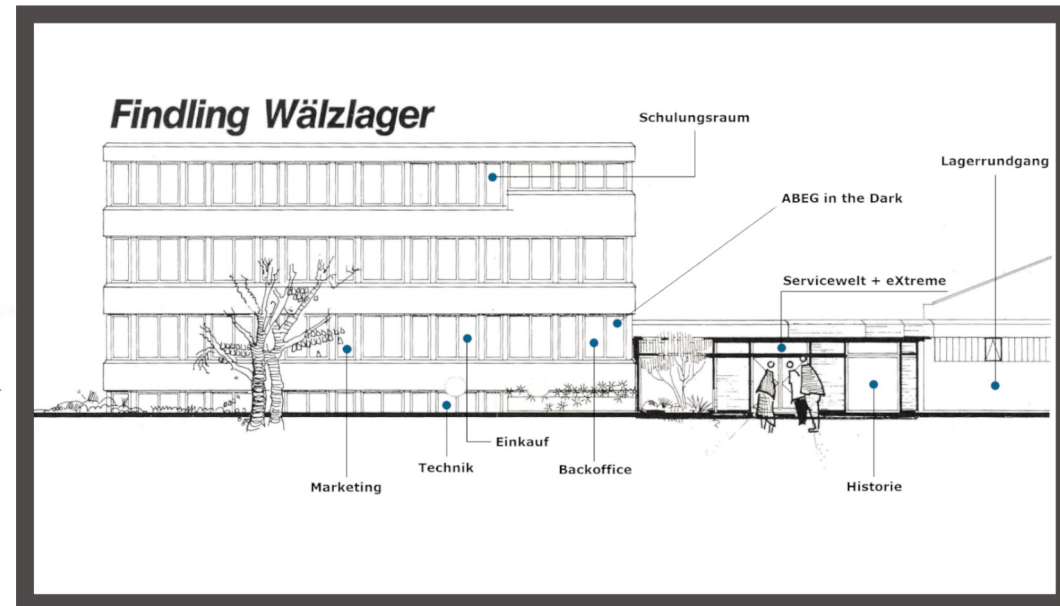 Findling Wälzlager
Schulungsraum
Lagerrundgang
ABEG in the Dark
Servicewelt + eXtreme
Einkauf
Technik
Backoffice
Marketing
Historie